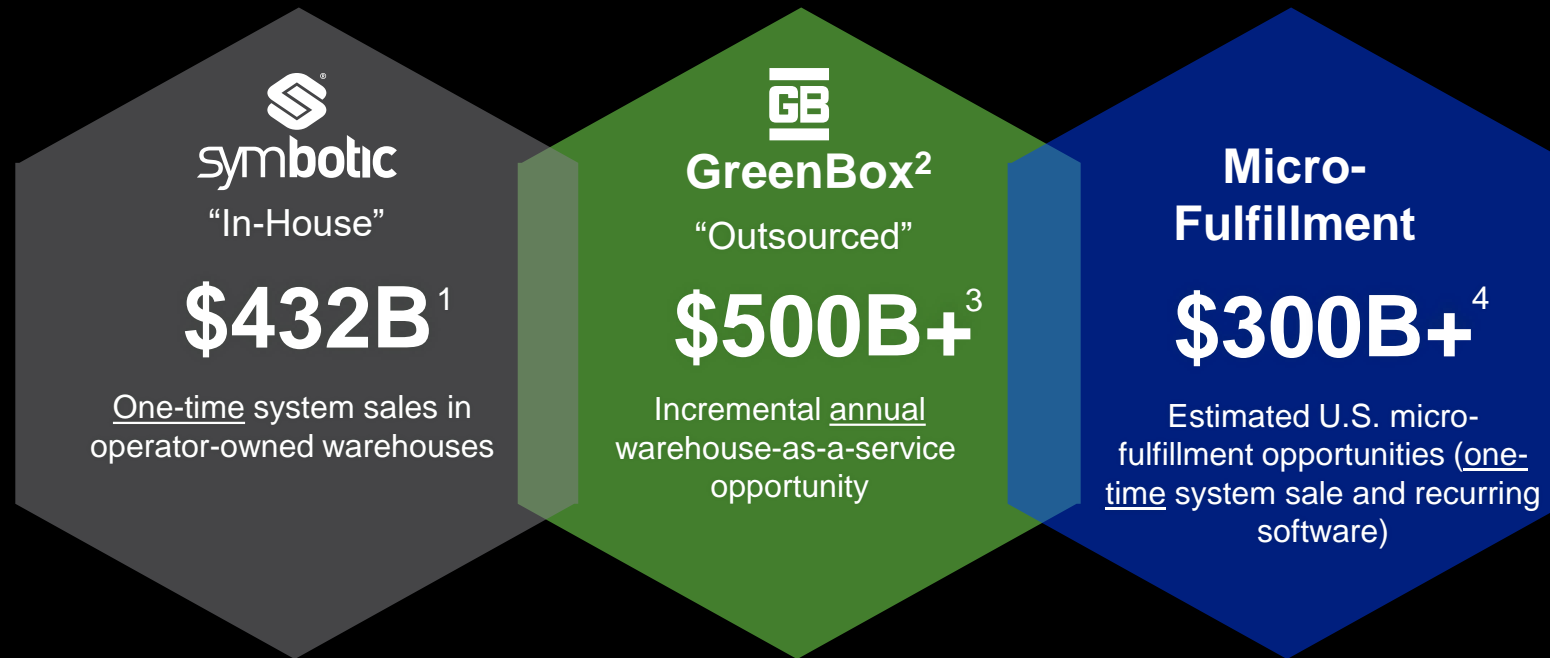 symbotic®
“In-House”
$432B¹
One-time system sales in
operator-owned warehouses
GB
GreenBox²
“Outsourced”
$500B+³
Incremental annual
warehouse-as-a-service
opportunity
Micro-
Fulfillment
$300B+⁴
Estimated U.S. micro-
fulfillment opportunities (one-
time system sale and recurring
software)